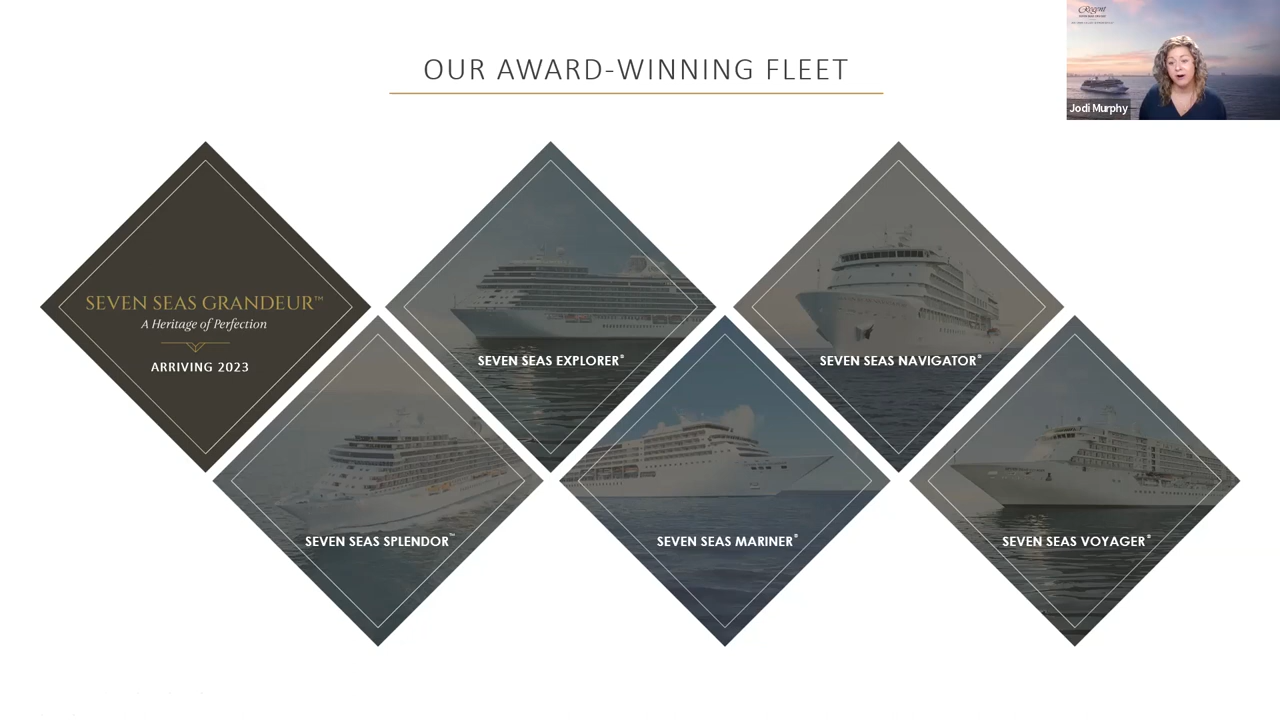 OUR AWARD-WINNING FLEET
Regent
Jodi Murphy
SEVEN SEAS GRANDEUR™
A Heritage of Perfection
ARRIVING 2023
SEVEN SEAS EXPLORER®
SEVEN SEAS NAVIGATOR®
SEVEN SEAS SPLENDOR™
SEVEN SEAS MARINER®
SEVEN SEAS VOYAGER®